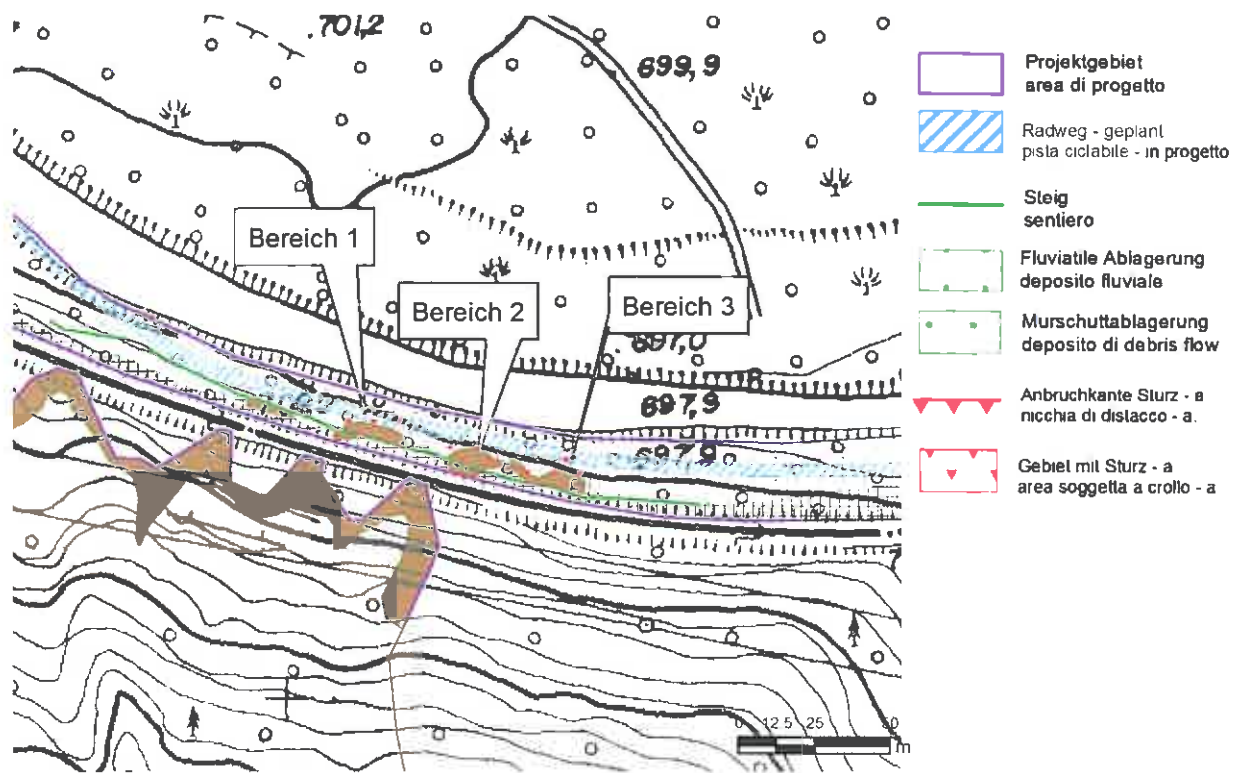 .701,2
699,9
Bereich 1
Bereich 2
Bereich 3
697,0
697,9
697,9
0 12.5 25 50
m
Projektgebiet
area di progetto
Radweg - geplant
pista ciclabile - in progetto
Steig
sentiero
Fluviatile Ablagerung
deposito fluviale
Murschuttablagerung
deposito di debris flow
Anbruchkante Sturz - a
nicchia di distacco - a.
Gebiet mit Sturz - a
area soggetta a crollo - a